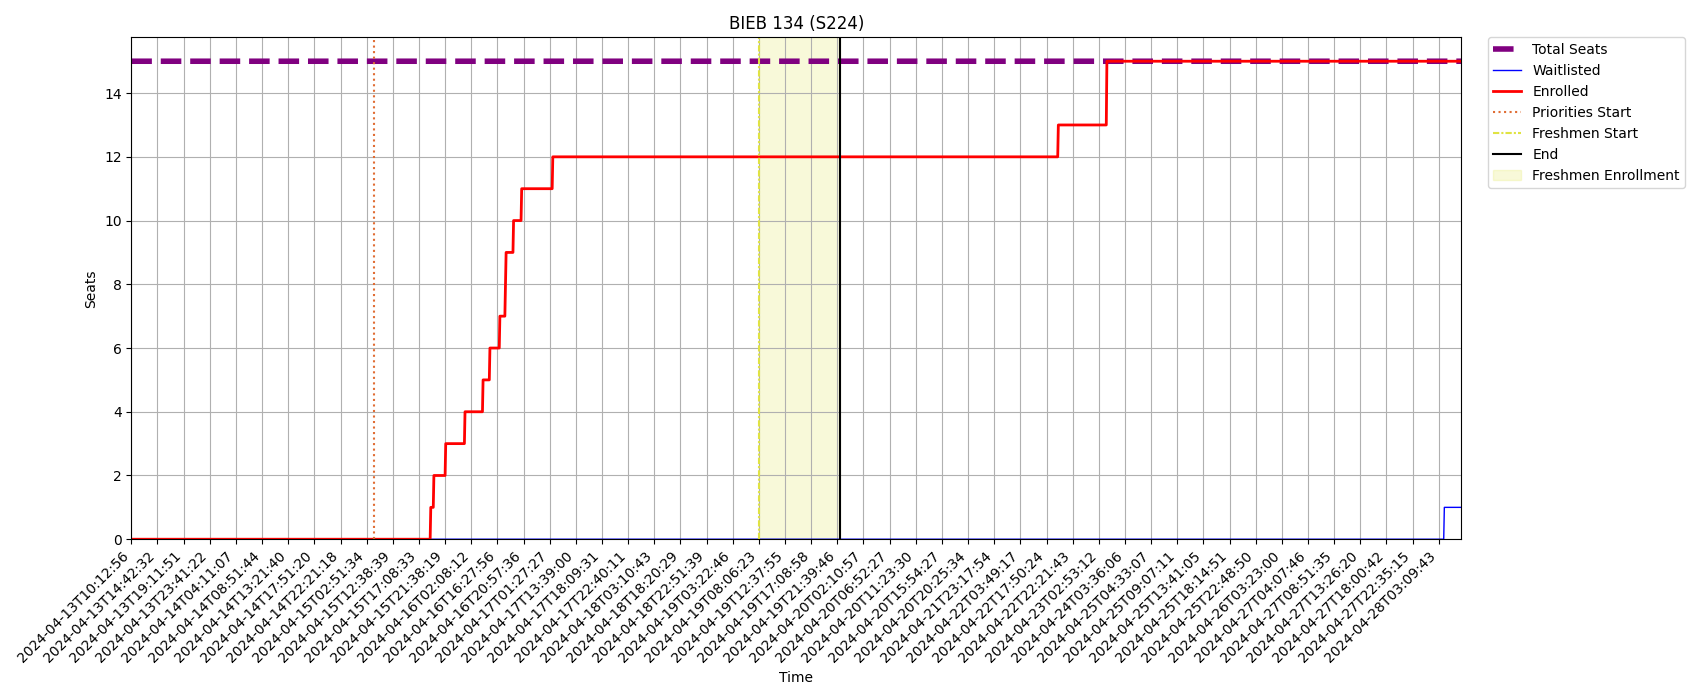 BIEB 134 (S224)
Total Seats
Waitlisted
Enrolled
Priorities Start
Freshmen Start
End
Freshmen Enrollment
Seats
14
12
10
8
6
4
2
0
2024-04-13T10:12:56
2024-04-13T14:42:32
2024-04-13T19:11:51
2024-04-13T23:41:22
2024-04-14T04:11:07
2024-04-14T08:51:44
2024-04-14T13:21:40
2024-04-14T17:51:20
2024-04-14T22:21:18
2024-04-15T02:51:34
2024-04-15T12:38:39
2024-04-15T17:08:33
2024-04-15T21:38:19
2024-04-16T02:08:12
2024-04-16T16:27:56
2024-04-16T20:57:36
2024-04-17T01:27:27
2024-04-17T13:39:00
2024-04-17T18:09:31
2024-04-17T22:40:11
2024-04-18T03:10:43
2024-04-18T18:20:29
2024-04-18T22:51:39
2024-04-19T03:22:46
2024-04-19T08:06:23
2024-04-19T12:37:55
2024-04-19T17:08:58
2024-04-19T21:39:46
2024-04-20T02:10:57
2024-04-20T06:52:27
2024-04-20T11:23:30
2024-04-20T15:54:27
2024-04-20T20:25:34
2024-04-21T23:17:54
2024-04-22T03:49:17
2024-04-22T17:50:24
2024-04-22T22:21:43
2024-04-23T02:53:12
2024-04-24T03:36:06
2024-04-25T04:33:07
2024-04-25T09:07:11
2024-04-25T13:41:05
2024-04-25T18:14:51
2024-04-25T22:48:50
2024-04-26T03:23:00
2024-04-27T04:07:46
2024-04-27T08:51:35
2024-04-27T13:26:20
2024-04-27T18:00:42
2024-04-27T22:35:15
2024-04-28T03:09:43
Time